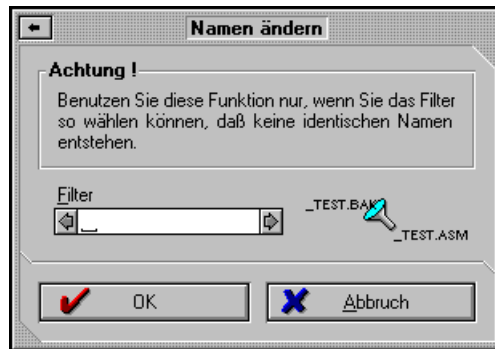 Namen ändern
Achtung !
Benutzen Sie diese Funktion nur, wenn Sie das Filter
so wählen können, daß keine identischen Namen
entstehen.
Filter
_TEST.BAK
_TEST.ASM
OK
Abbruch